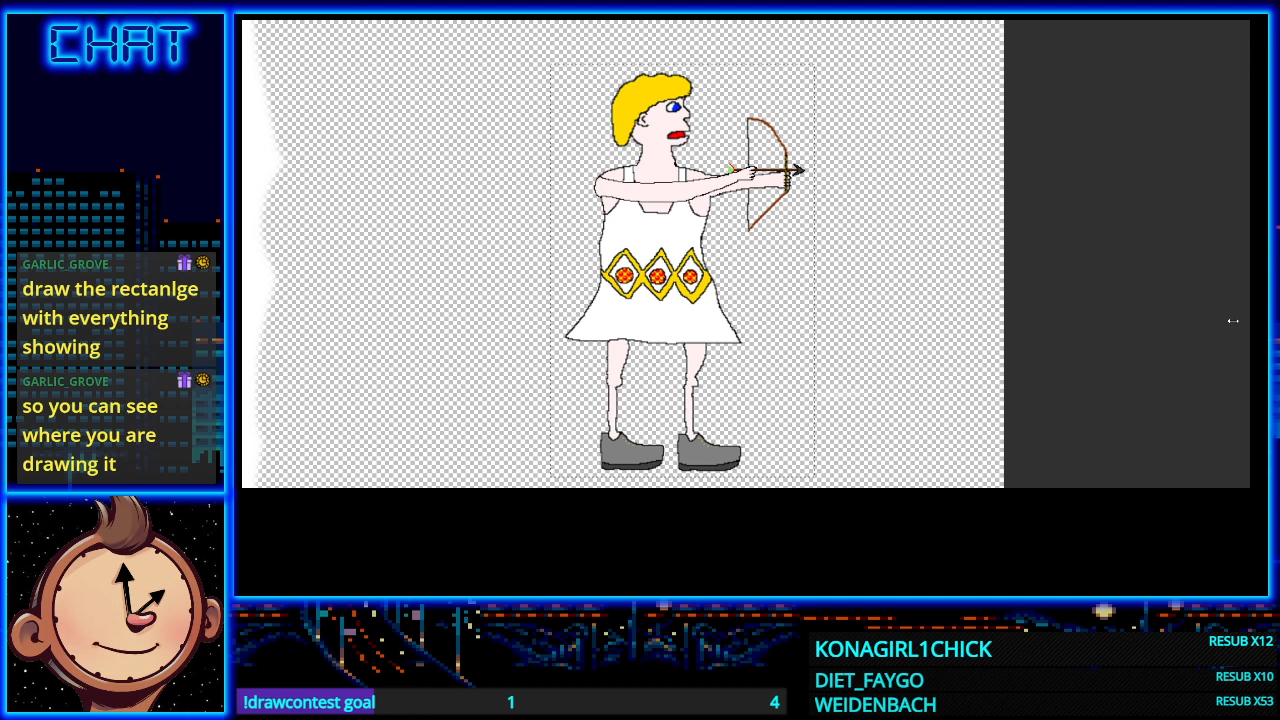 CHAT
GARLIC_GROVE
draw the rectanlge
with everything
showing
GARLIC_GROVE
so you can see
where you are
drawing it
!drawcontest goal 1 4
KONAGIRL1CHICK RESUB X12
DIET_FAYGO RESUB X10
WEIDENBACH RESUB X53